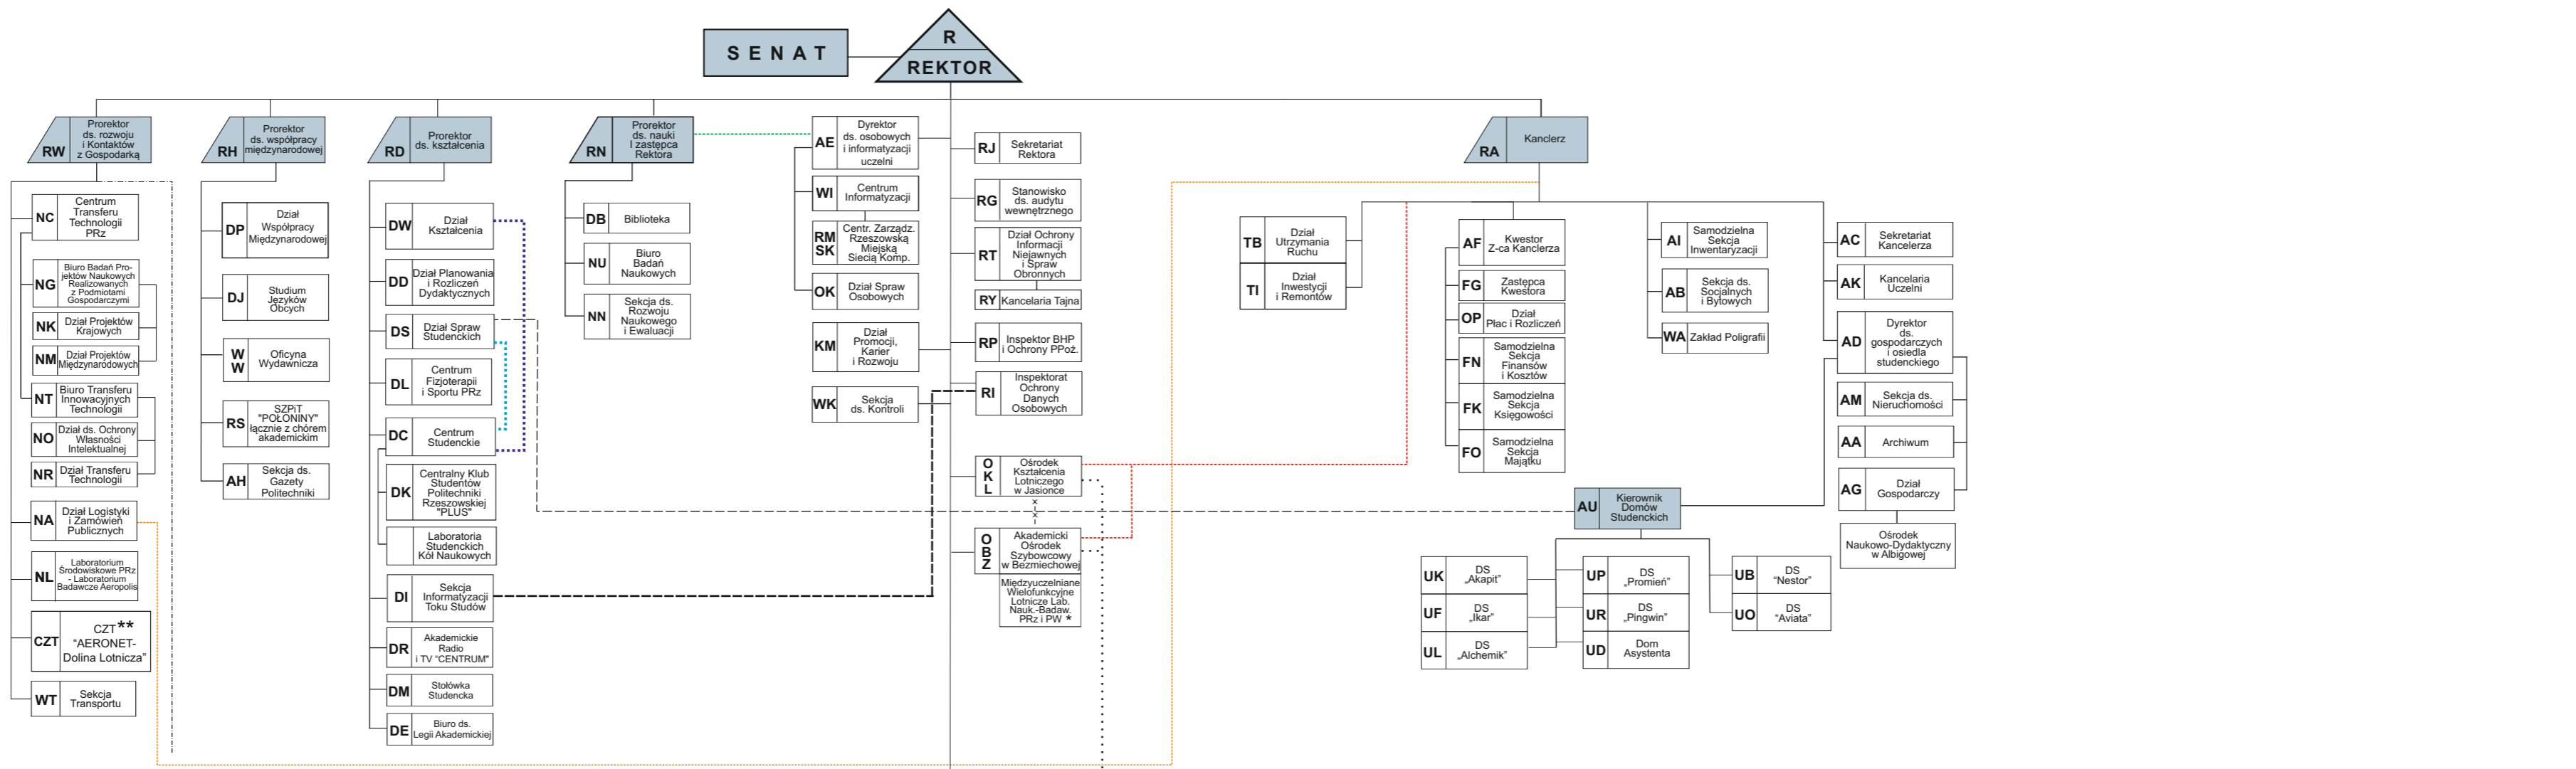 SENAT
R
REKTOR
RW
Prorektor
ds. rozwoju
i Kontaktów
z Gospodarką
RH
Prorektor
ds. współpracy
międzynarodowej
RD
Prorektor
ds. kształcenia
RN
Prorektor
ds. nauki
I zastępca
Rektora
AE
Dyrektor
ds. osobowych
i informatyzacji
uczelni
RA
Kanclerz
NC
Centrum
Transferu
Technologii
PRz
NG
Biuro Badań Pro-
jektów Naukowych
Realizowanych
z Podmiotami
Gospodarczymi
NK
Dział Projektów
Krajowych
NM
Dział Projektów
Międzynarodowych
NT
Biuro Transferu
Innowacyjnych
Technologii
NO
Dział ds. Ochrony
Własności
Intelektualnej
NR
Dział Transferu
Technologii
NA
Dział Logistyki
i Zamówień
Publicznych
NL
Laboratorium
Środowiskowe PRz
- Laboratorium
Badawcze Aeropolis
CZT
CZT**
"AERONET-
Dolina Lotnicza"
WT
Sekcja
Transportu
DP
Dział
Współpracy
Międzynarodowej
DJ
Studium
Języków
Obcych
W
W
Oficyna
Wydawnicza
RS
SZPiT
"POŁONINY"
łącznie z chórem
akademickim
AH
Sekcja ds.
Gazety
Politechniki
DW
Dział
Kształcenia
DD
Dział Planowania
i Rozliczeń
Dydaktycznych
DS
Dział Spraw
Studenckich
DL
Centrum
Fizjoterapii
i Sportu PRz
DC
Centrum
Studenckie
DK
Centralny Klub
Studentów
Politechniki
Rzeszowskiej
"PLUS"
Laboratoria
Studenckich
Kół Naukowych
DI
Sekcja
Informatyzacji
Toku Studów
DR
Akademickie
Radio
i TV "CENTRUM"
DM
Stołówka
Studencka
DE
Biuro ds.
Legii Akademickiej
DB
Biblioteka
NU
Biuro
Badań
Naukowych
NN
Sekcja ds.
Rozwoju
Naukowego
i Ewaluacji
WI
Centrum
Informatyzacji
RM
SK
Centr. Zarządz.
Rzeszowską
Miejską
Siecią Komp.
OK
Dział Spraw
Osobowych
KM
Dział
Promocji,
Karier
i Rozwoju
WK
Sekcja
ds. Kontroli
RJ
Sekretariat
Rektora
RG
Stanowisko
ds. audytu
wewnętrznego
RT
Dział Ochrony
Informacji
Niejawnych
i Spraw
Obronnych
RY
Kancelaria Tajna
RP
Inspektor BHP
i Ochrony PPoż.
RI
Inspektorat
Ochrony
Danych
Osobowych
O
K
L
Ośrodek
Kształcenia
Lotniczego
w Jasionce
x
x
O
B
Z
Akademicki
Ośrodek
Szybowcowy
w Bezmiechowej
Międzyuczelniane
Wielofunkcyjne
Lotnicze Lab.
Nauk.-Badaw.
PRz i PW *
TB
Dział
Utrzymania
Ruchu
TI
Dział
Inwestycji
i Remontów
AF
Kwestor
Z-ca Kanclerza
FG
Zastępca
Kwestora
OP
Dział
Płac i Rozliczeń
FN
Samodzielna
Sekcja
Finansów
i Kosztów
FK
Samodzielna
Sekcja
Księgowości
FO
Samodzielna
Sekcja
Majątku
AI
Samodzielna
Sekcja
Inwentaryzacji
AB
Sekcja ds.
Socjalnych
i Bytowych
WA
Zakład Poligrafii
AC
Sekretariat
Kancelerza
AK
Kancelaria
Uczelni
AD
Dyrektor
ds.
gospodarczych
i osiedla
studenckiego
AM
Sekcja ds.
Nieruchomości
AA
Archiwum
AG
Dział
Gospodarczy
Ośrodek
Naukowo-Dydaktyczny
w Albigowej
AU
Kierownik
Domów
Studenckich
UK
DS
„Akapit”
UF
DS
„Ikar”
UL
DS
„Alchemik”
UP
DS
„Promień”
UR
DS
„Pingwin”
UD
Dom
Asystenta
UB
DS
“Nestor”
UO
DS
“Aviata”